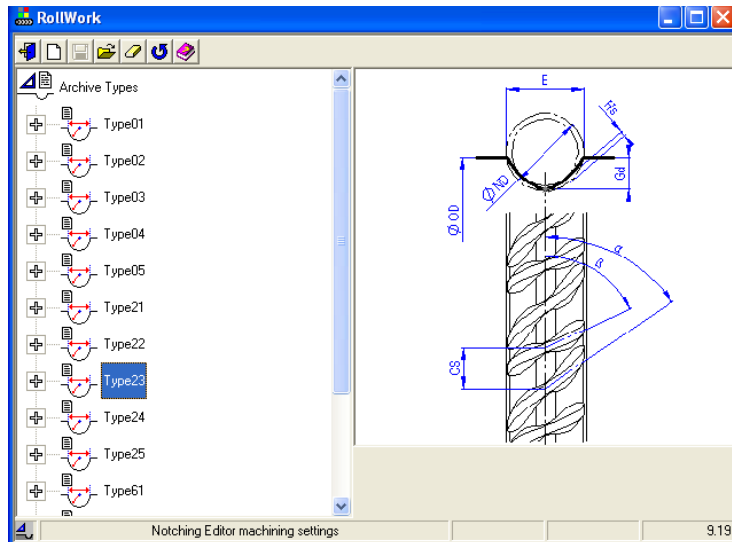 RollWork
Archive Types
Type01
Type02
Type03
Type04
Type05
Type21
Type22
Type23
Type24
Type25
Type61
E
Hs
Gd
Ø ND
Ø OD
α
ß
CS
Notching Editor machining settings
9.19